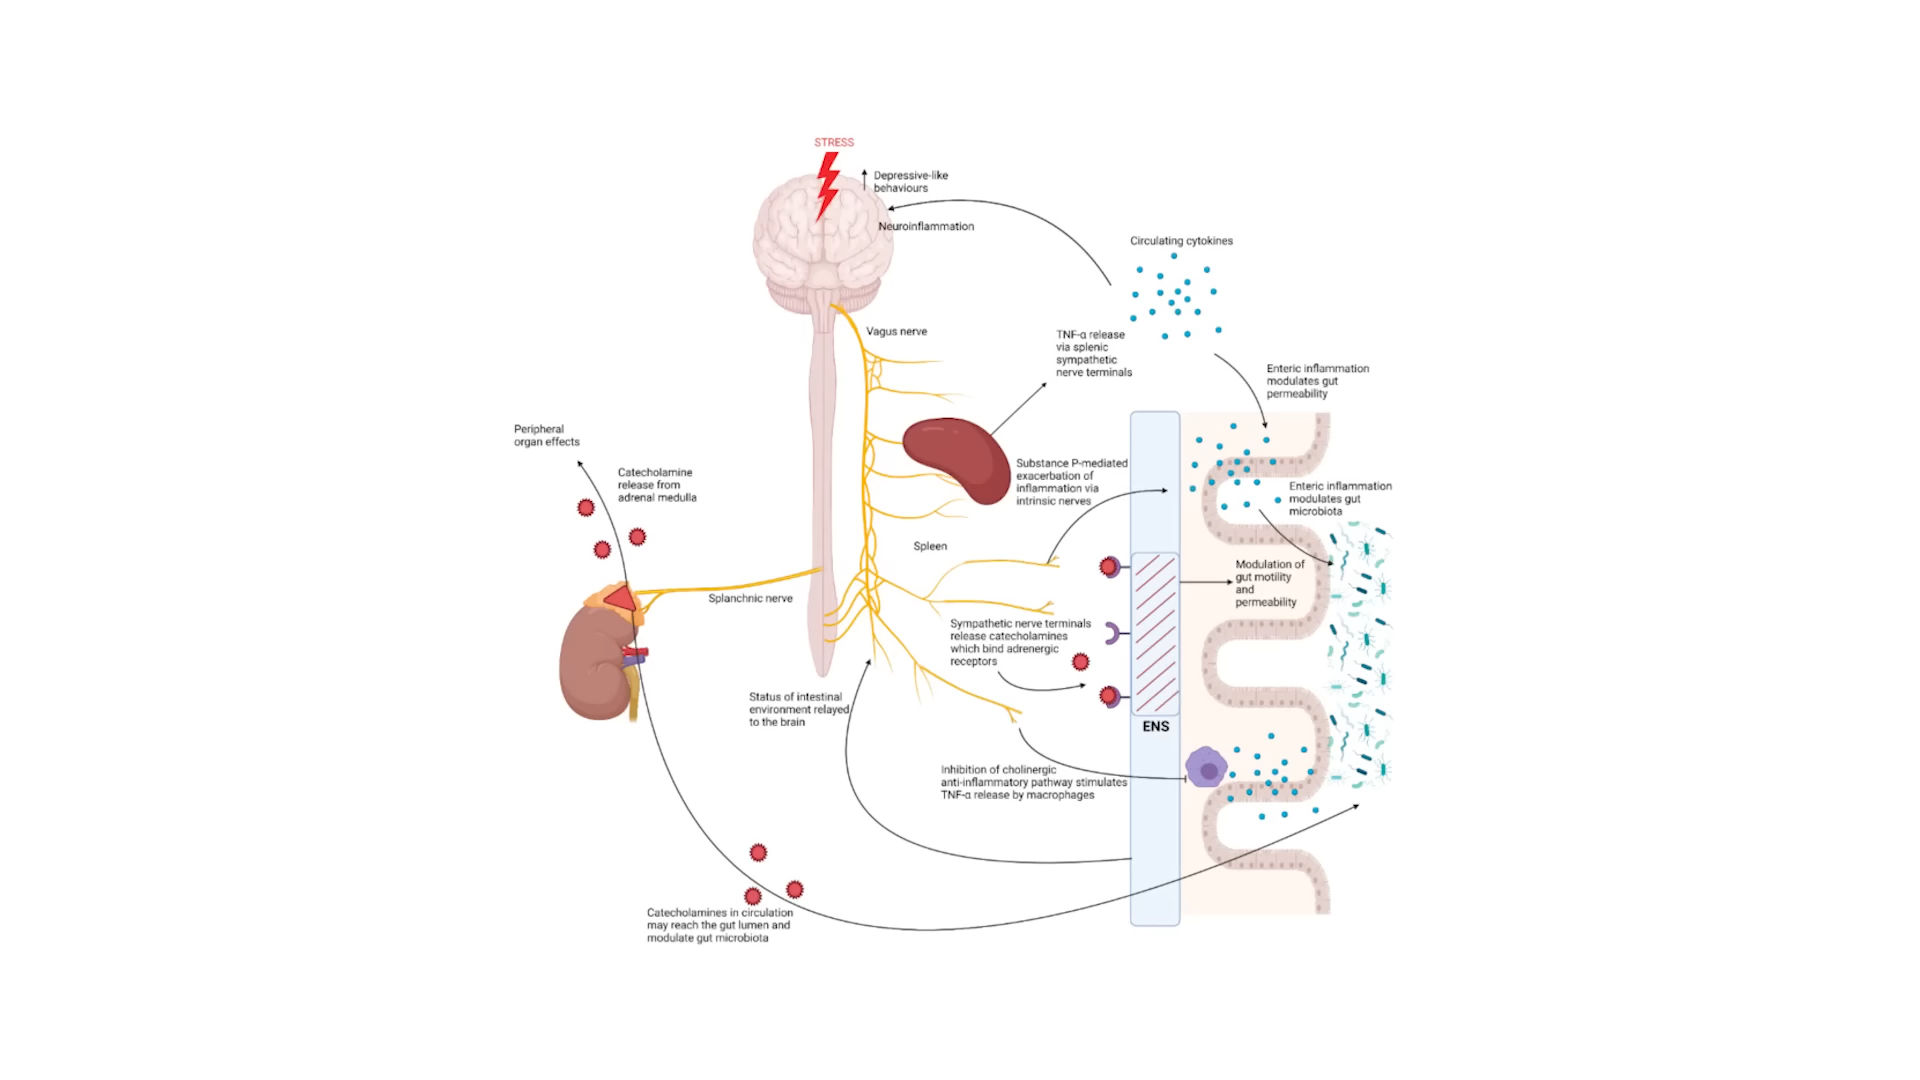 STRESS
Depressive-like
behaviours
Neuroinflammation
Circulating cytokines
Vagus nerve
TNF-α release
via splenic
sympathetic
nerve terminals
Enteric inflammation
modulates gut
permeability
Peripheral
organ effects
Catecholamine
release from
adrenal medulla
Substance P-mediated
exacerbation of
inflammation via
intrinsic nerves
Enteric inflammation
modulates gut
microbiota
Spleen
Modulation of
gut motility
and
permeability
Splanchnic nerve
Sympathetic nerve terminals
release catecholamines
which bind adrenergic
receptors
Status of intestinal
environment relayed
to the brain
ENS
Inhibition of cholinergic
anti-inflammatory pathway stimulates
TNF-α release by macrophages
Catecholamines in circulation
may reach the gut lumen and
modulate gut microbiota